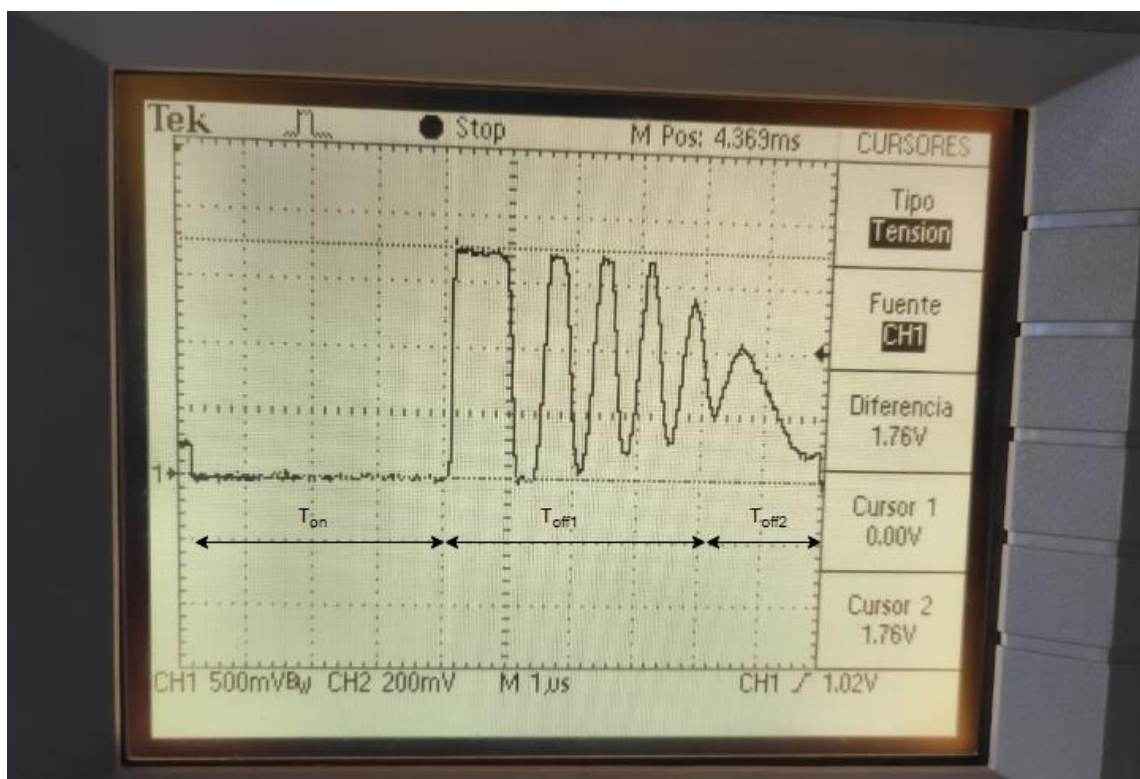 Tek
Stop
M Pos: 4.369ms
CURSORES
Tipo
Tension
Fuente
CH1
Diferencia
1.76V
Cursor 1
0.00V
Cursor 2
1.76V
1
Ton
Toff1
Toff2
CH1 500mVBW
CH2 200mV
M 1µs
CH1
1.02V